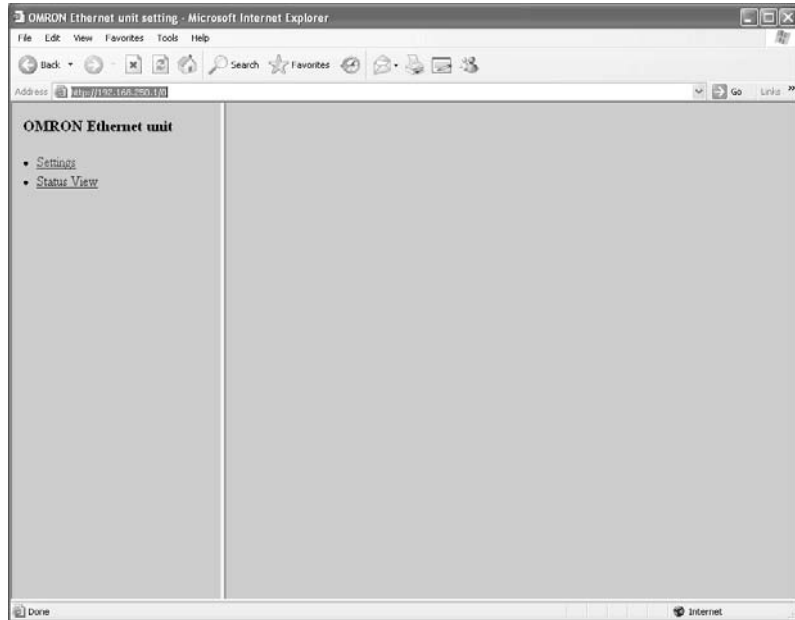 OMRON Ethernet unit setting - Microsoft Internet Explorer
File Edit View Favorites Tools Help
Back Search Favorites
Address http://192.168.250.1/0 Go Links »
OMRON Ethernet unit
• Settings
• Status View
Done Internet